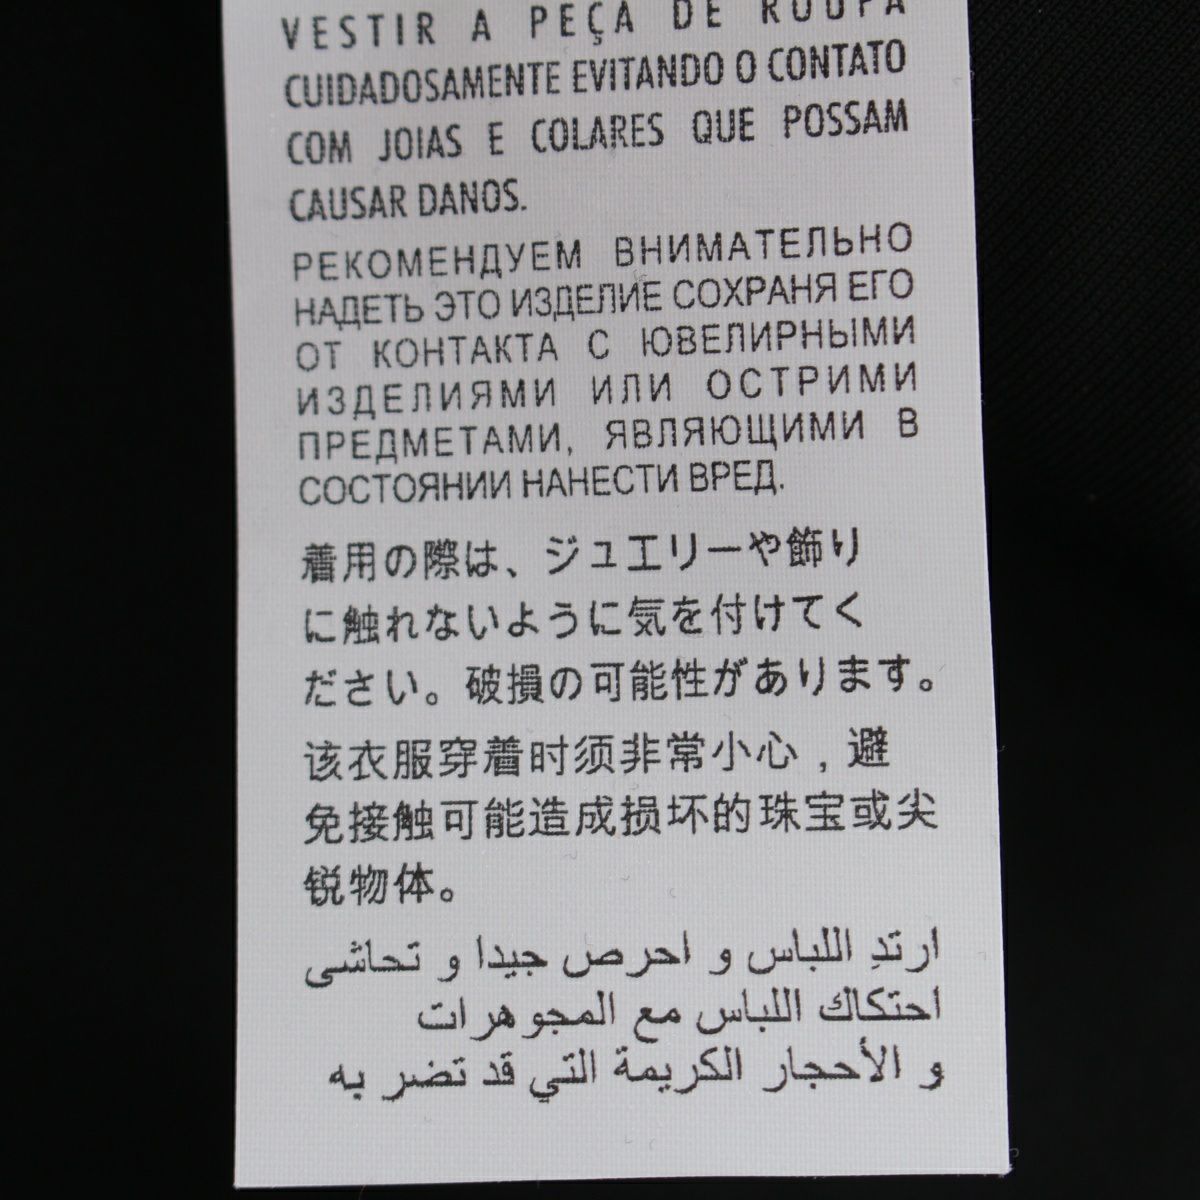 VESTIR A PEÇA DE ROUPA
CUIDADOSAMENTE EVITANDO O CONTATO
COM JOIAS E COLARES QUE POSSAM
CAUSAR DANOS.
РЕКОМЕНДУЕМ ВНИМАТЕЛЬНО
НАДЕТЬ ЭТО ИЗДЕЛИЕ СОХРАНЯ ЕГО
ОТ КОНТАКТА С ЮВЕЛИРНЫМИ
ИЗДЕЛИЯМИ ИЛИ ОСТРИМИ
ПРЕДМЕТАМИ, ЯВЛЯЮЩИМИ В
СОСТОЯНИИ НАНЕСТИ ВРЕД.
着用の際は、ジュエリーや飾り
に触れないように気を付けてく
ださい。破損の可能性があります。
该衣服穿着时须非常小心，避
免接触可能造成损坏的珠宝或尖
锐物体。
ارتدِ اللباس و احرص جيدا و تحاشى
احتكاك اللباس مع المجوهرات
و الأحجار الكريمة التي قد تضر به